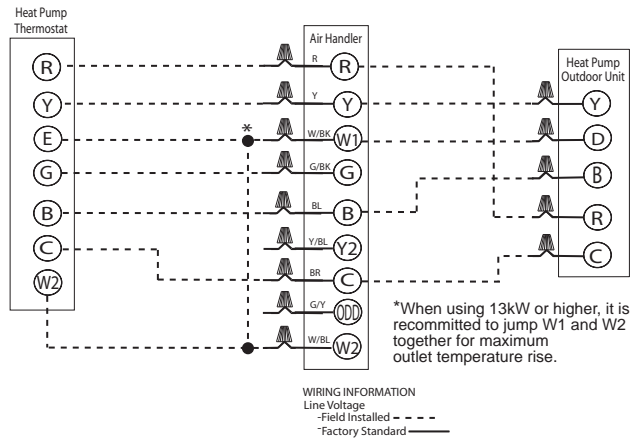 Heat Pump
Thermostat
R
Y
E
G
B
C
W2
*
Air Handler
R
R
Y
Y
W/BK
W1
G/BK
G
BL
B
Y/BL
Y2
BR
C
G/Y
ODD
W/BL
W2
Heat Pump
Outdoor Unit
Y
D
B
R
C
*When using 13kW or higher, it is
recommitted to jump W1 and W2
together for maximum
outlet temperature rise.
WIRING INFORMATION
Line Voltage
-Field Installed
-Factory Standard